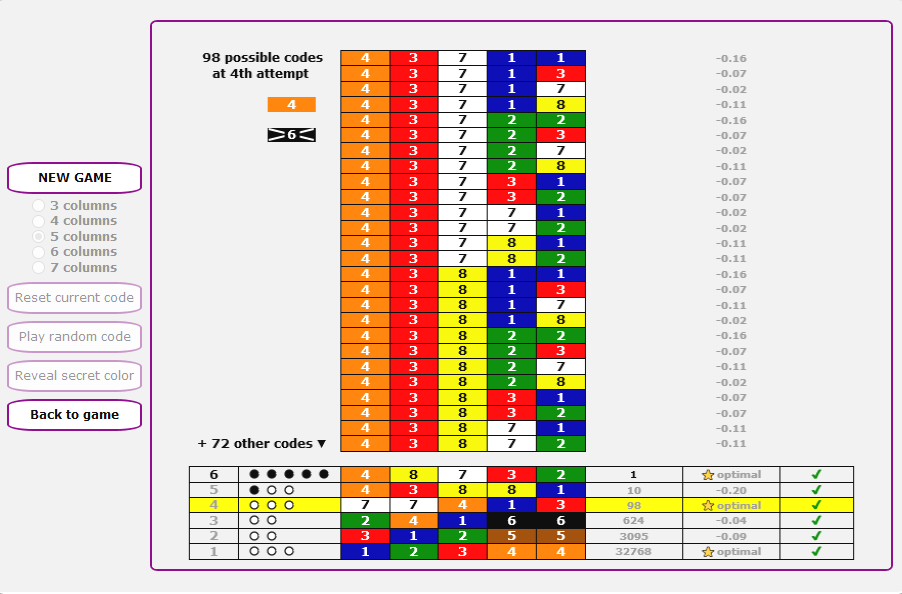 98 possible codes
at 4th attempt
4
6
NEW GAME
3 columns
4 columns
5 columns
6 columns
7 columns
Reset current code
Play random code
Reveal secret color
Back to game
4 3 7 1 1 -0.16
4 3 7 1 3 -0.07
4 3 7 1 7 -0.02
4 3 7 1 8 -0.11
4 3 7 2 2 -0.16
4 3 7 2 3 -0.07
4 3 7 2 7 -0.02
4 3 7 2 8 -0.11
4 3 7 3 1 -0.07
4 3 7 3 2 -0.07
4 3 7 7 1 -0.02
4 3 7 7 2 -0.02
4 3 7 8 1 -0.11
4 3 7 8 2 -0.11
4 3 8 1 1 -0.16
4 3 8 1 3 -0.07
4 3 8 1 7 -0.11
4 3 8 1 8 -0.02
4 3 8 2 2 -0.16
4 3 8 2 3 -0.07
4 3 8 2 7 -0.11
4 3 8 2 8 -0.02
4 3 8 3 1 -0.07
4 3 8 3 2 -0.07
4 3 8 7 1 -0.11
+ 72 other codes ▼ 4 3 8 7 2 -0.11
6 4 8 7 3 2 1 optimal
5 4 3 8 8 1 10 -0.20
4 7 7 4 1 3 98 optimal
3 2 4 1 6 6 624 -0.04
2 3 1 2 5 5 3095 -0.09
1 1 2 3 4 4 32768 optimal